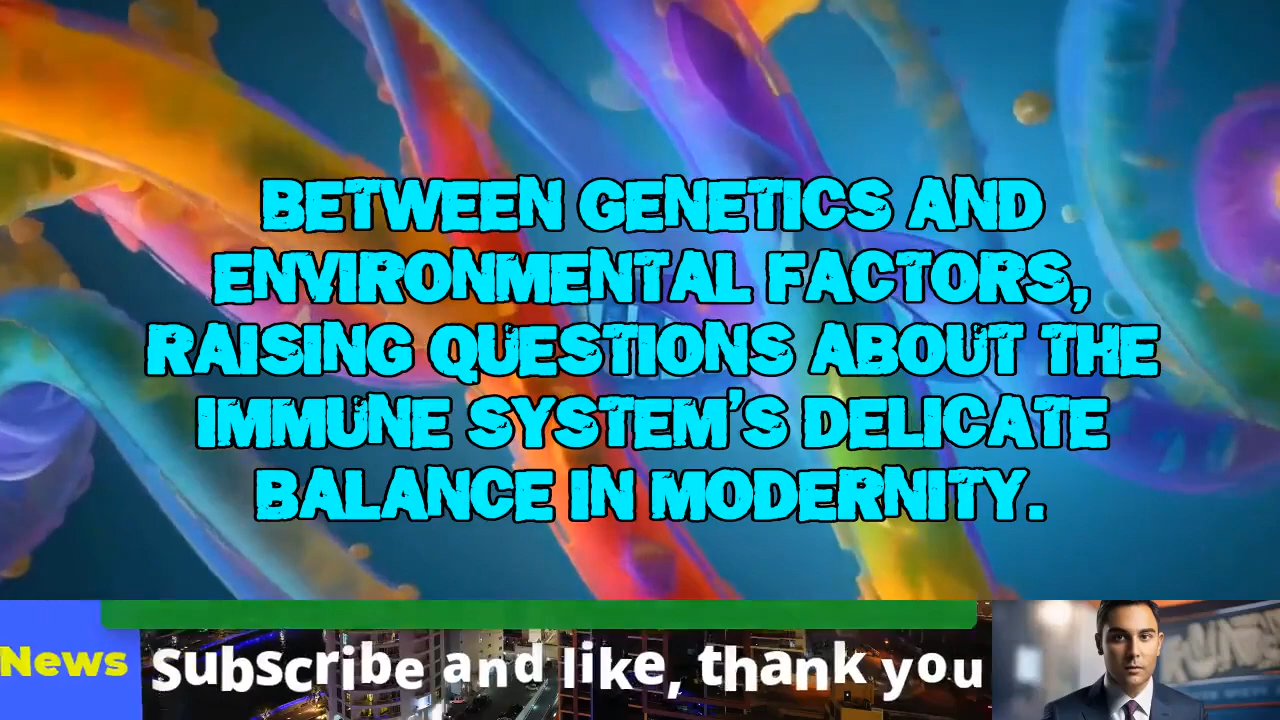 BETWEEN GENETICS AND
ENVIRONMENTAL FACTORS,
RAISING QUESTIONS ABOUT THE
IMMUNE SYSTEM'S DELICATE
BALANCE IN MODERNITY.
News
Subscribe and like, thank you